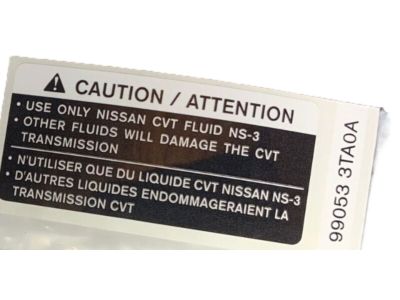 ⚠ CAUTION / ATTENTION
• USE ONLY NISSAN CVT FLUID NS-3
• OTHER FLUIDS WILL DAMAGE THE CVT
TRANSMISSION
• N'UTILISER QUE DU LIQUIDE CVT NISSAN NS-3
• D'AUTRES LIQUIDES ENDOMMAGERAIENT LA
TRANSMISSION CVT
99053 3TA0A